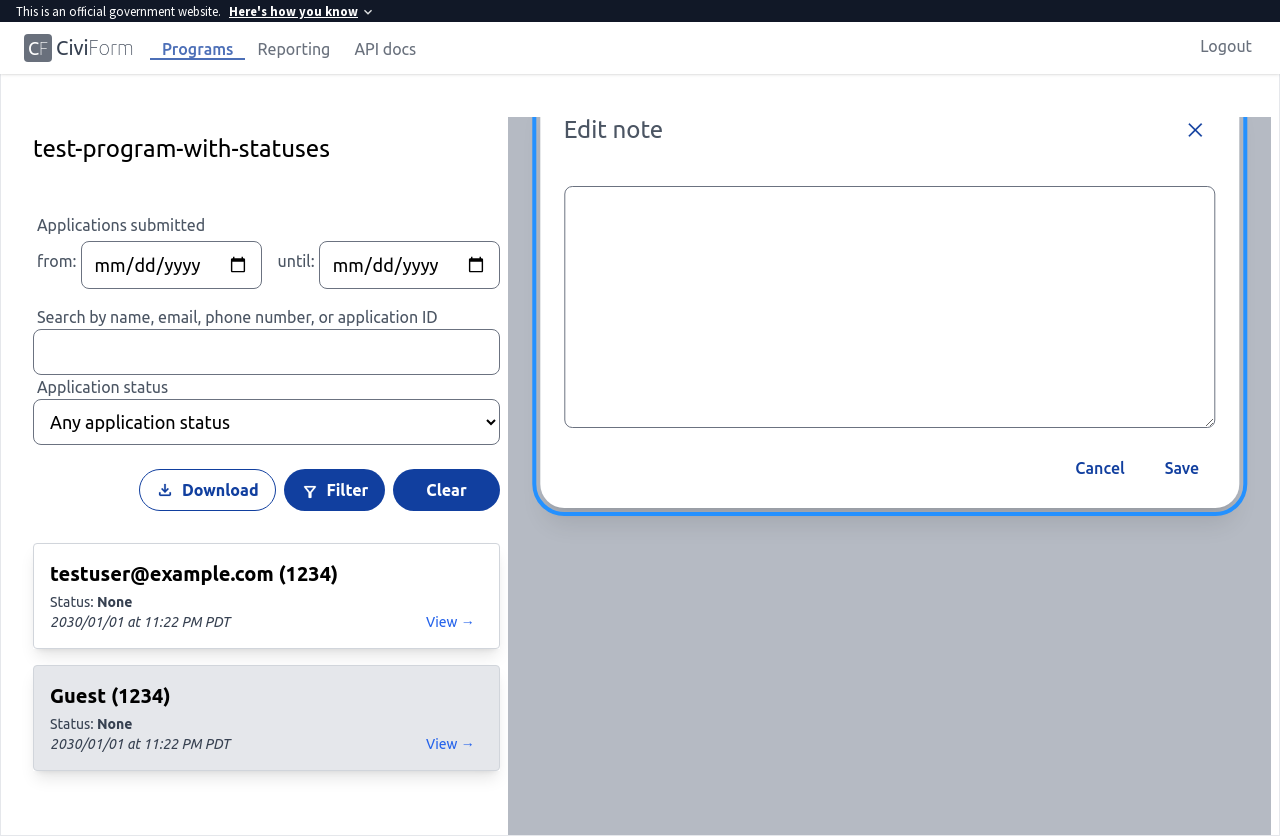 This is an official government website. Here's how you know
CF CiviForm Programs Reporting API docs Logout
test-program-with-statuses
Applications submitted
from: mm/dd/yyyy until: mm/dd/yyyy
Search by name, email, phone number, or application ID
Application status
Any application status
Download Filter Clear
testuser@example.com (1234)
Status: None
2030/01/01 at 11:22 PM PDT View →
Guest (1234)
Status: None
2030/01/01 at 11:22 PM PDT View →
Edit note
Cancel Save